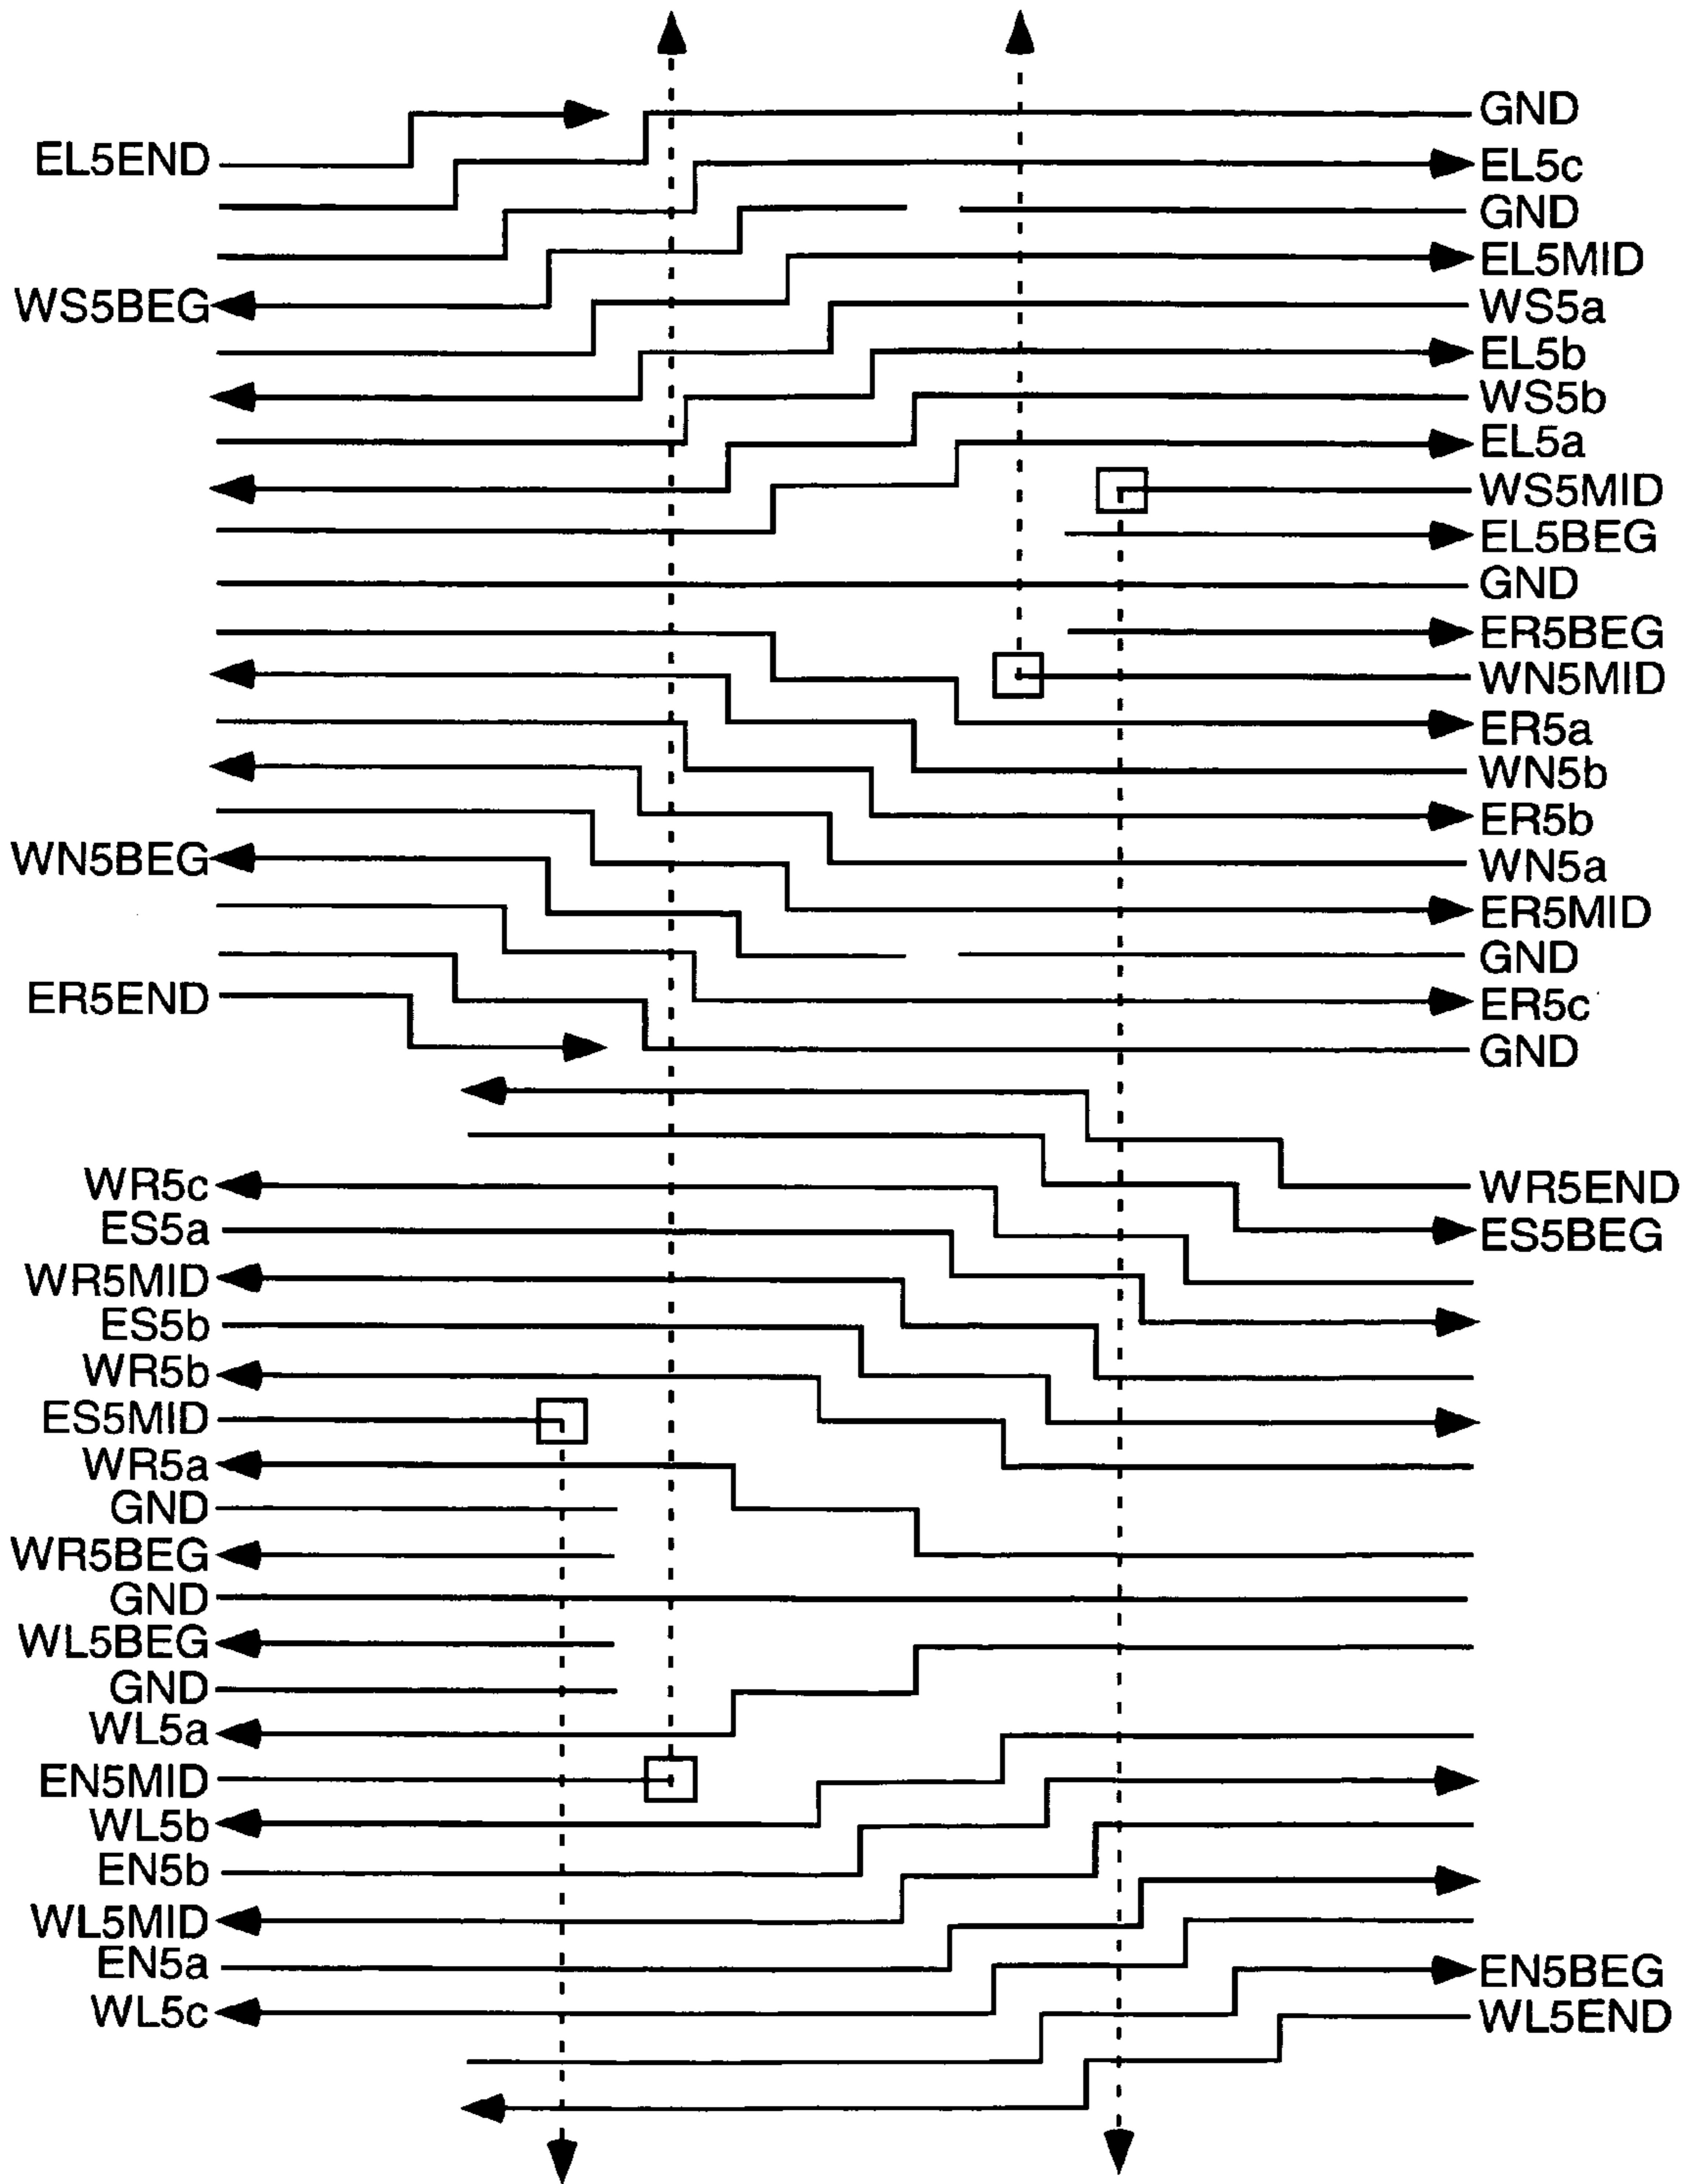 GND
EL5END
EL5c
GND
EL5MID
WS5BEG
WS5a
EL5b
WS5b
EL5a
WS5MID
EL5BEG
GND
ER5BEG
WN5MID
ER5a
WN5b
ER5b
WN5BEG
WN5a
ER5MID
GND
ER5END
ER5c
GND
WR5c
WR5END
ES5a
ES5BEG
WR5MID
ES5b
WR5b
ES5MID
WR5a
GND
WR5BEG
GND
WL5BEG
GND
WL5a
EN5MID
WL5b
EN5b
WL5MID
EN5a
EN5BEG
WL5c
WL5END